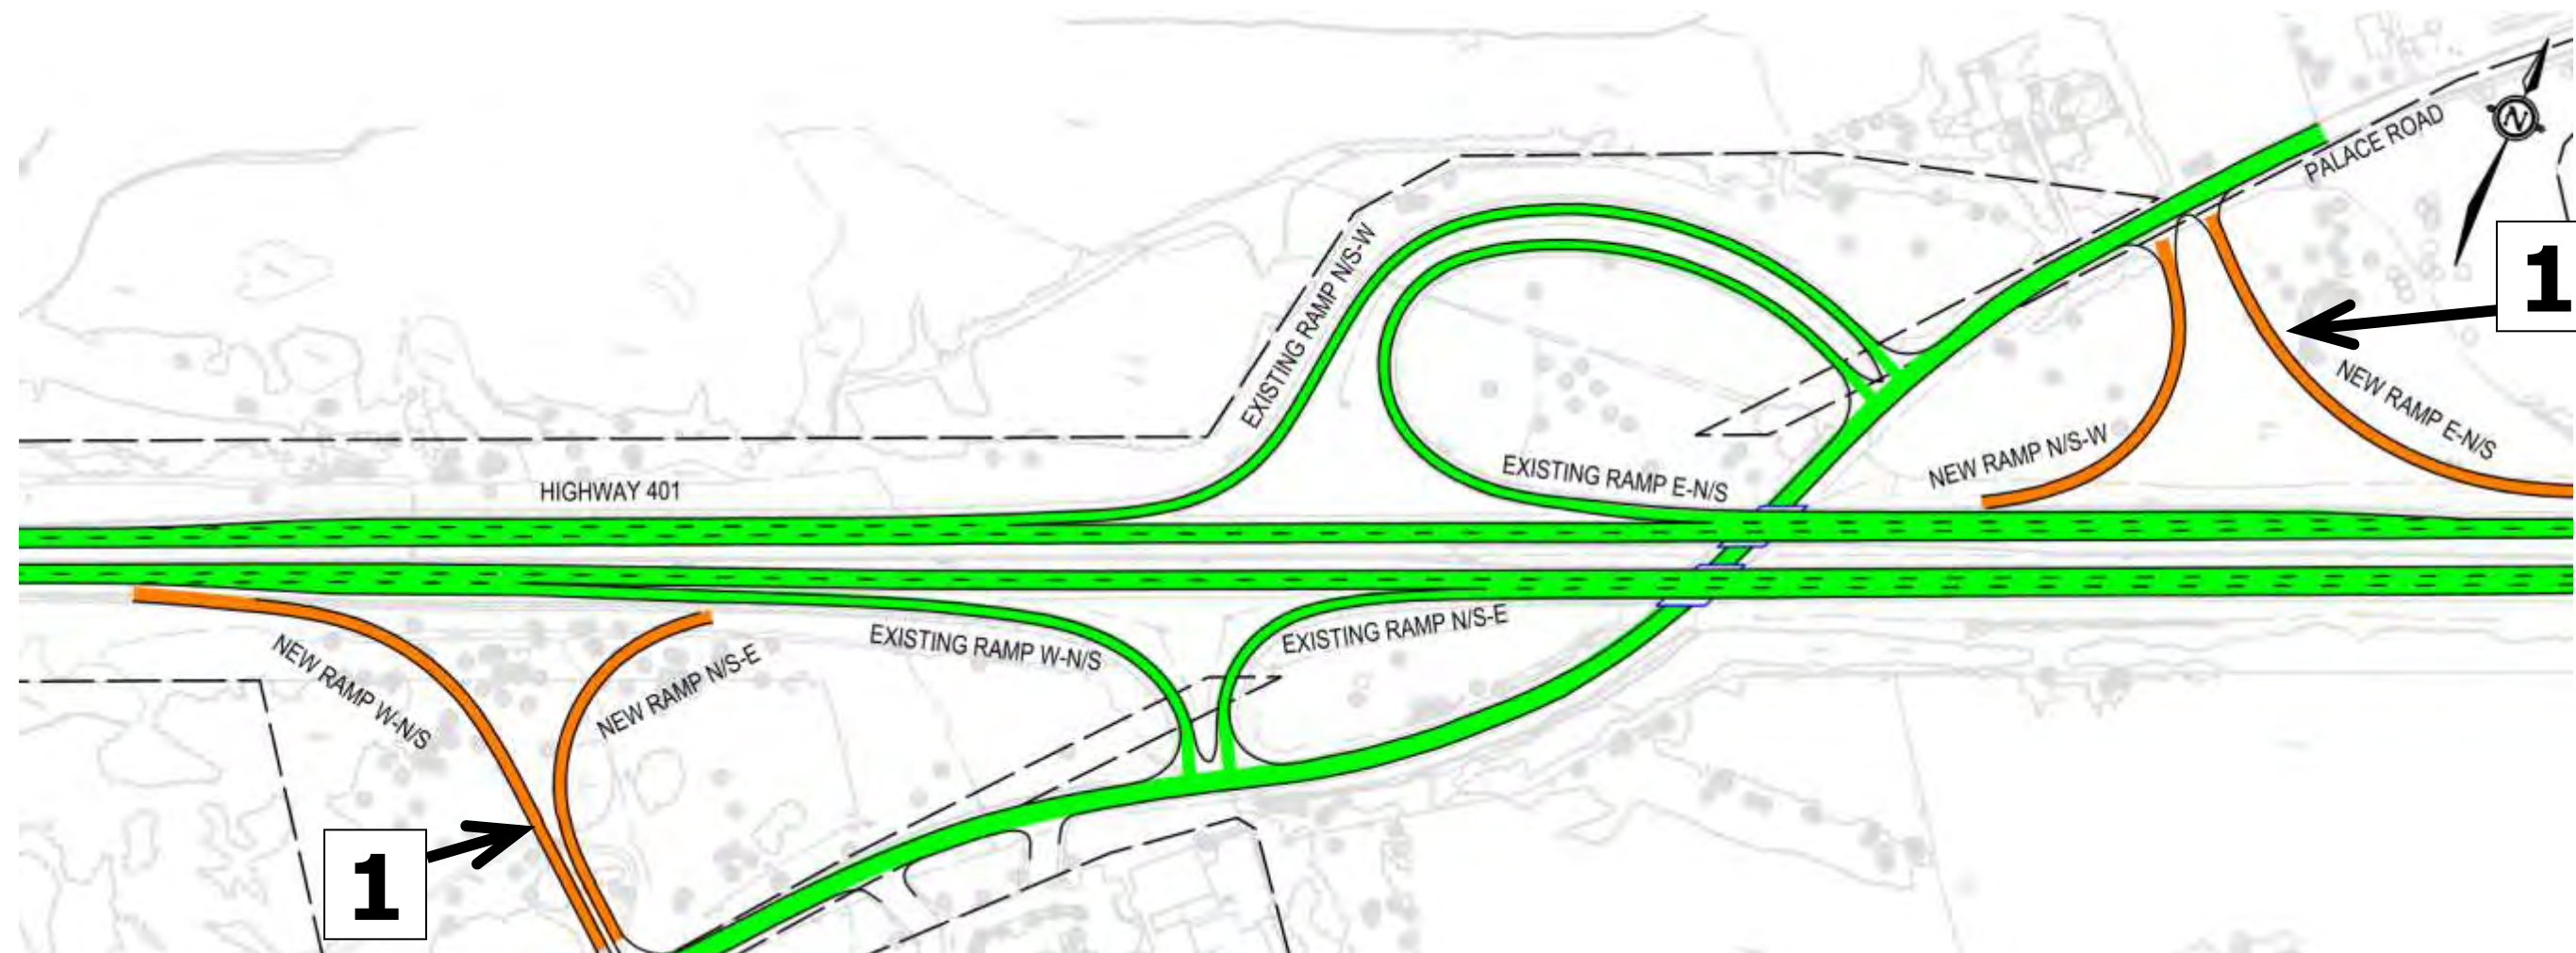 PALACE ROAD
N
1
EXISTING RAMP N/S-W
NEW RAMP E-N/S
NEW RAMP N/S-W
EXISTING RAMP E-N/S
HIGHWAY 401
EXISTING RAMP W-N/S
EXISTING RAMP N/S-E
NEW RAMP W-N/S
NEW RAMP N/S-E
1